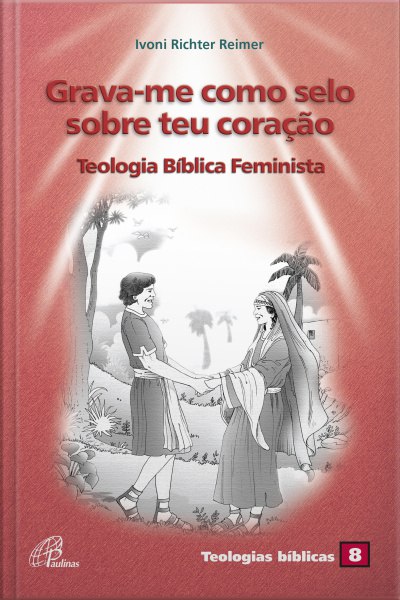 Ivoni Richter Reimer
Grava-me como selo
sobre teu coração
Teologia Bíblica Feminista
Paulinas
Teologias bíblicas 8